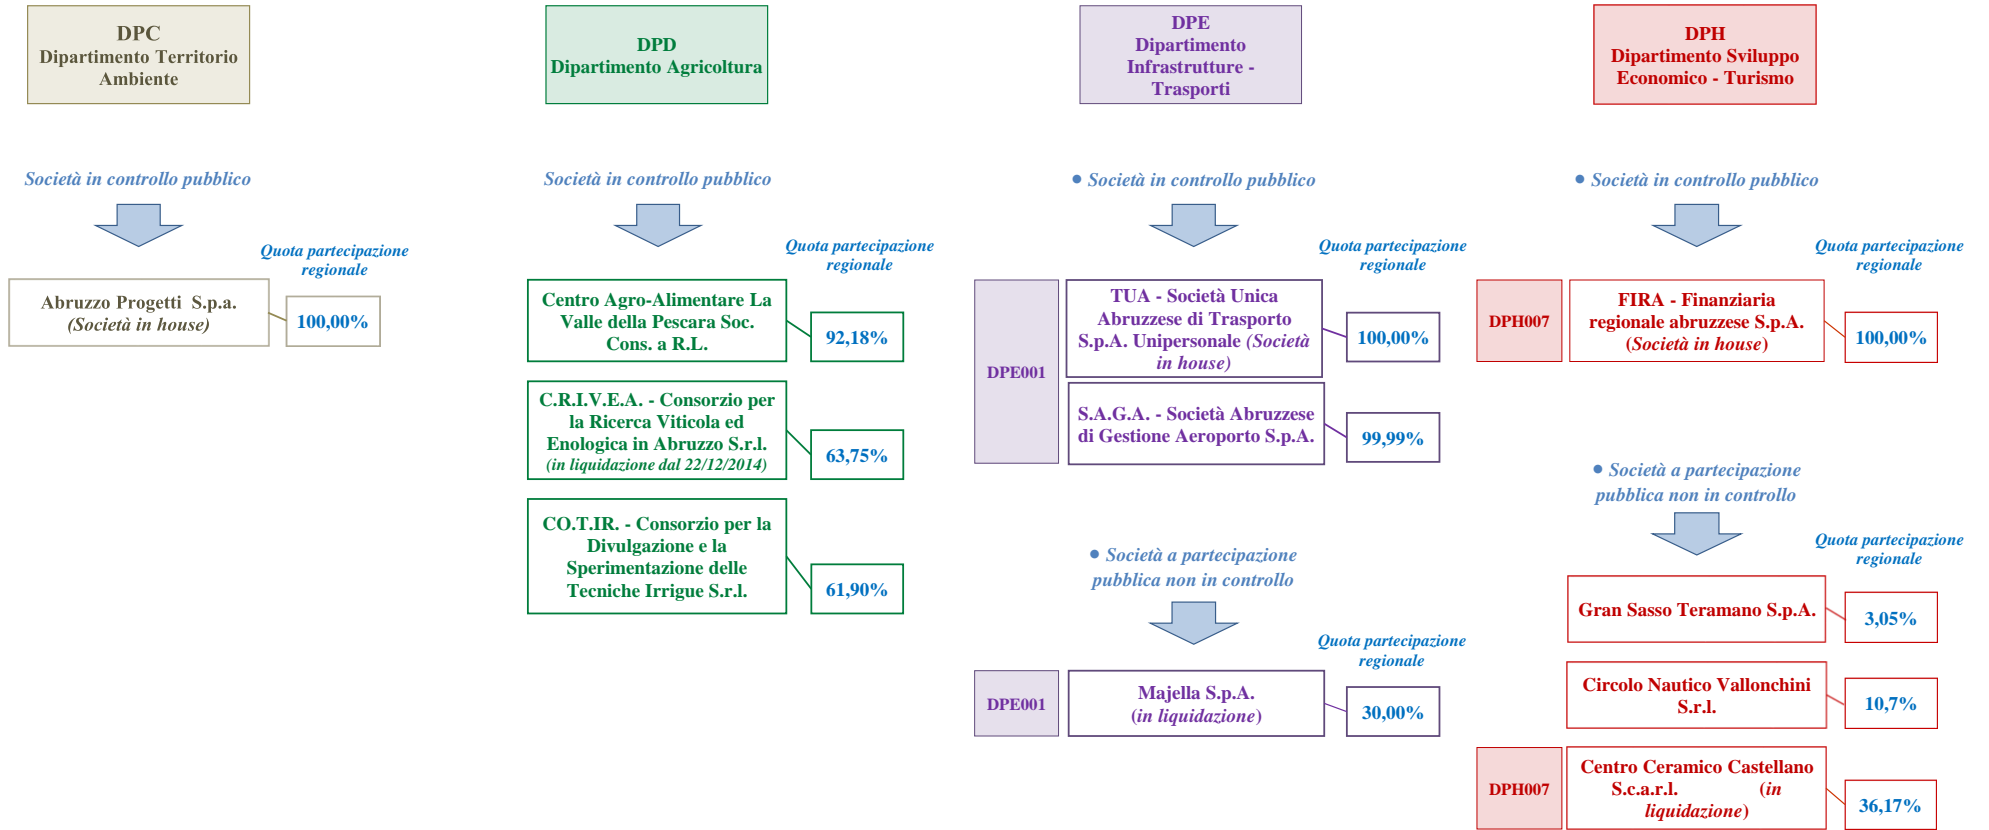 DPC
Dipartimento Territorio
Ambiente
Società in controllo pubblico
Quota partecipazione
regionale
Abruzzo Progetti S.p.a.
(Società in house)
100,00%
DPD
Dipartimento Agricoltura
Società in controllo pubblico
Quota partecipazione
regionale
Centro Agro-Alimentare La
Valle della Pescara Soc.
Cons. a R.L.
92,18%
C.R.I.V.E.A. - Consorzio per
la Ricerca Viticola ed
Enologica in Abruzzo S.r.l.
(in liquidazione dal 22/12/2014)
63,75%
CO.T.IR. - Consorzio per la
Divulgazione e la
Sperimentazione delle
Tecniche Irrigue S.r.l.
61,90%
DPE
Dipartimento
Infrastrutture -
Trasporti
• Società in controllo pubblico
Quota partecipazione
regionale
DPE001
TUA - Società Unica
Abruzzese di Trasporto
S.p.A. Unipersonale (Società
in house)
100,00%
S.A.G.A. - Società Abruzzese
di Gestione Aeroporto S.p.A.
99,99%
• Società a partecipazione
pubblica non in controllo
Quota partecipazione
regionale
DPE001
Majella S.p.A.
(in liquidazione)
30,00%
DPH
Dipartimento Sviluppo
Economico - Turismo
• Società in controllo pubblico
Quota partecipazione
regionale
DPH007
FIRA - Finanziaria
regionale abruzzese S.p.A.
(Società in house)
100,00%
• Società a partecipazione
pubblica non in controllo
Quota partecipazione
regionale
Gran Sasso Teramano S.p.A.
3,05%
Circolo Nautico Vallonchini
S.r.l.
10,7%
DPH007
Centro Ceramico Castellano
S.c.a.r.l. (in
liquidazione)
36,17%